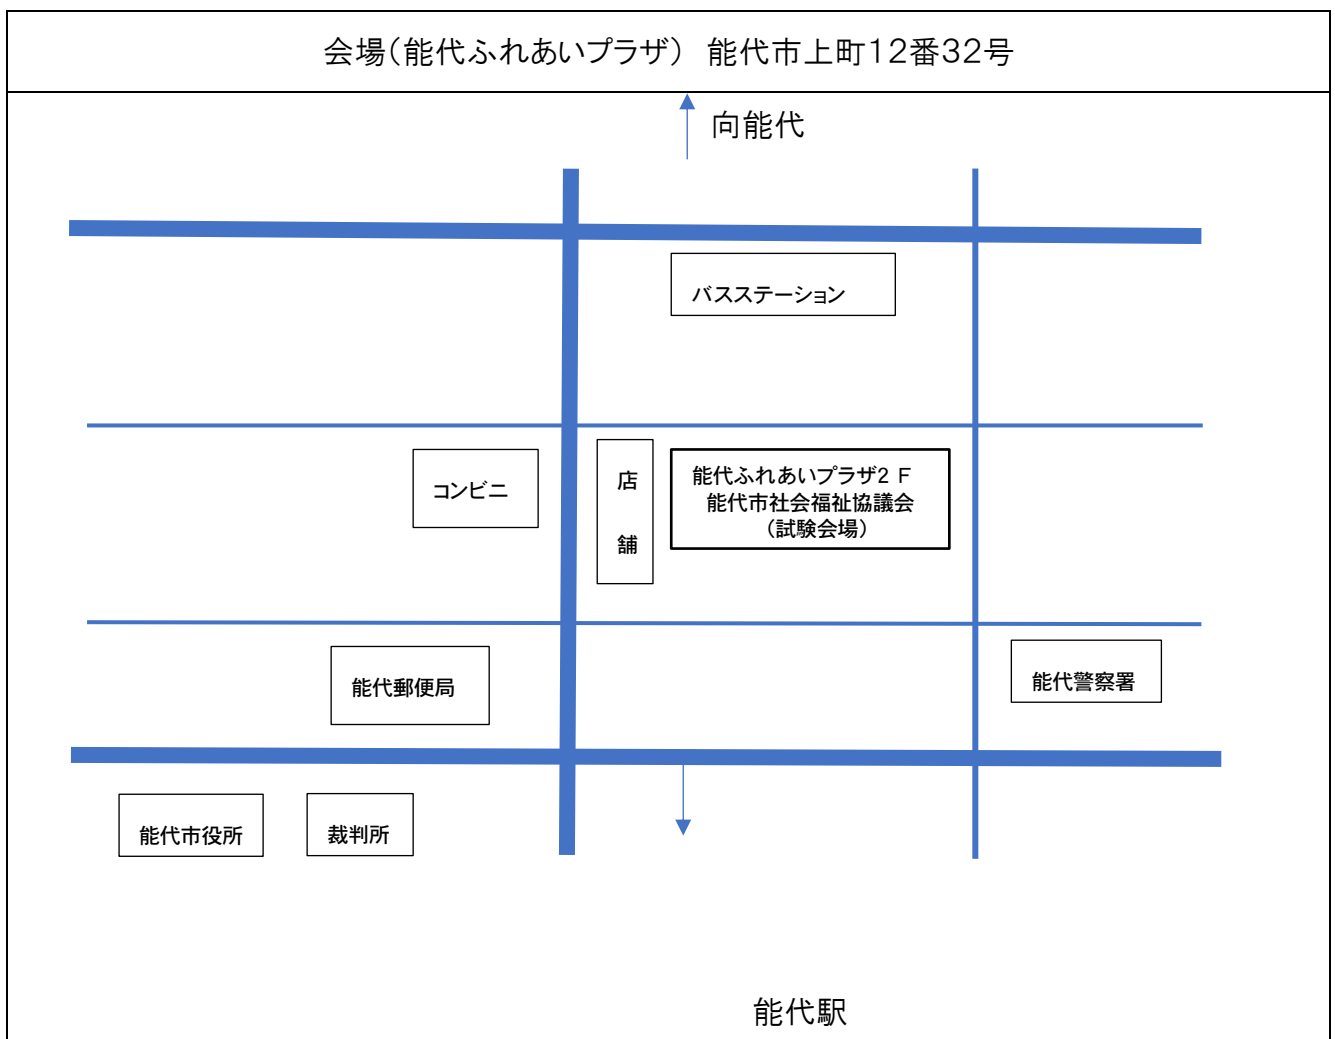 会場(能代ふれあいプラザ) 能代市上町12番32号
向能代
バスステーション
コンビニ
店
舗
能代ふれあいプラザ2 F
能代市社会福祉協議会
(試験会場)
能代郵便局
能代警察署
能代市役所
裁判所
能代駅